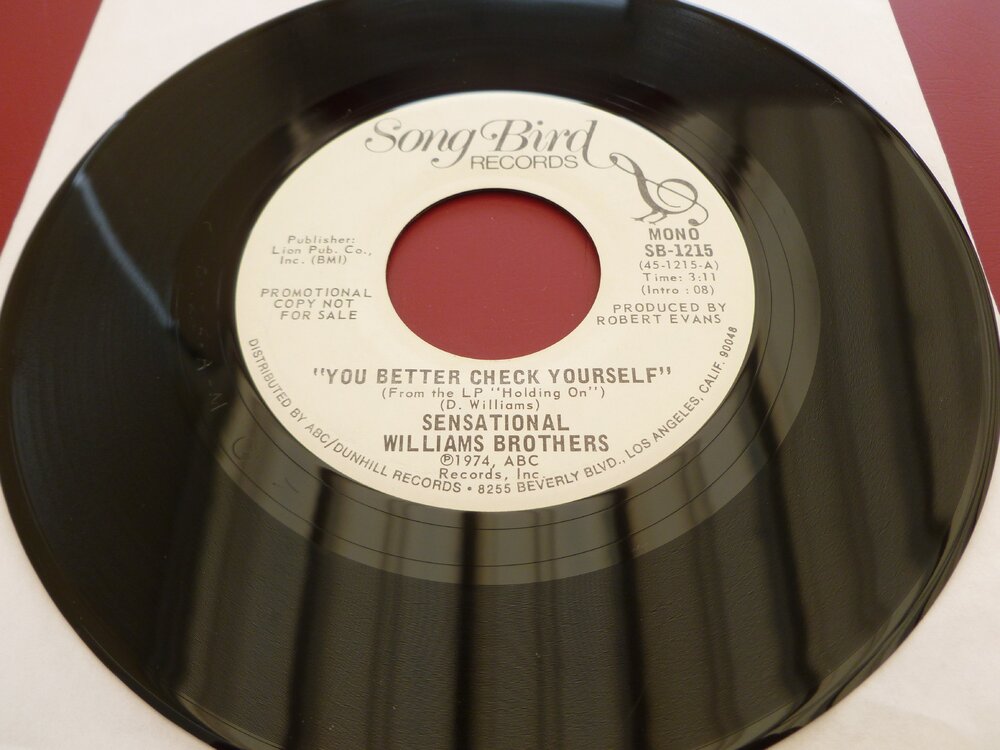 Song Bird
RECORDS
MONO
SB-1215
(45-1215-A)
Time: 3:11
(Intro : 08)
PRODUCED BY
ROBERT EVANS
Publisher:
Lion Pub. Co.,
Inc. (BMI)
PROMOTIONAL
COPY NOT
FOR SALE
"YOU BETTER CHECK YOURSELF"
(From the LP "Holding On")
(D. Williams)
SENSATIONAL
WILLIAMS BROTHERS
℗1974, ABC
Records, Inc.
DISTRIBUTED BY ABC/DUNHILL RECORDS • 8255 BEVERLY BLVD., LOS ANGELES, CALIF. 90048